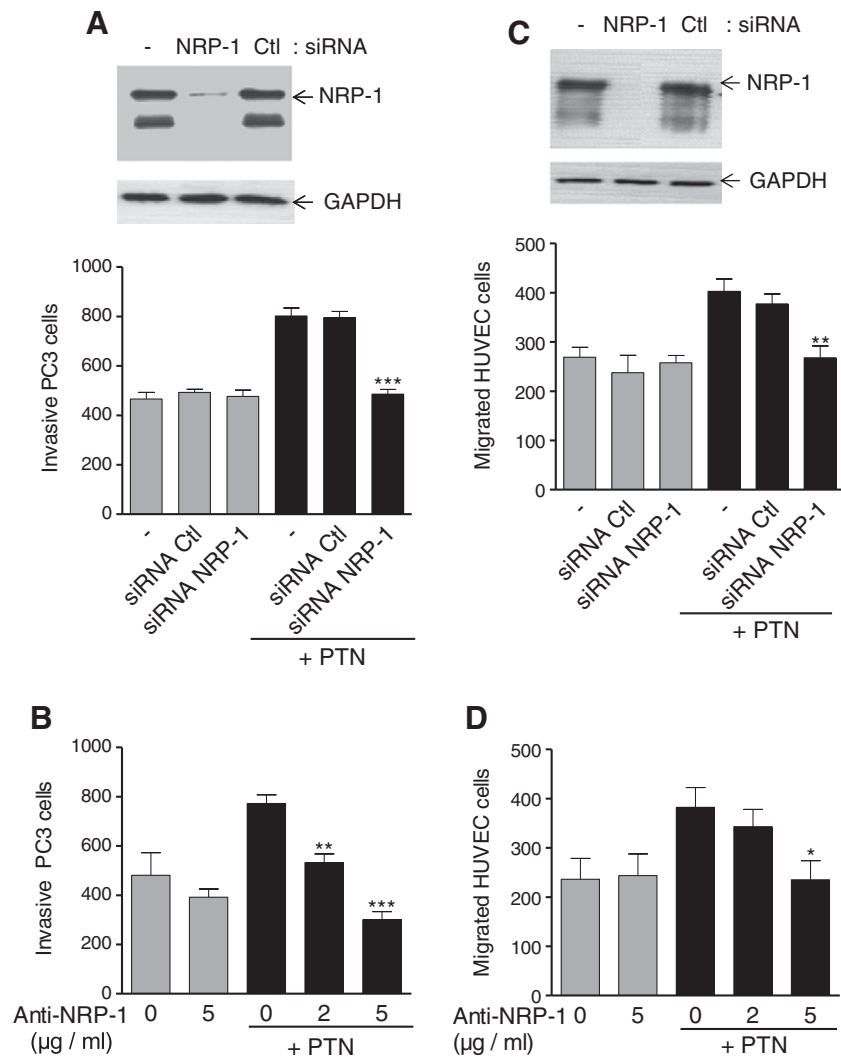 A
- NRP-1 Ctl : siRNA
NRP-1
GAPDH
Invasive PC3 cells
1000
800
600
400
200
0
-
siRNA Ctl
siRNA NRP-1
-
siRNA Ctl
siRNA NRP-1
***
+ PTN
C
- NRP-1 Ctl : siRNA
NRP-1
GAPDH
Migrated HUVEC cells
500
400
300
200
100
0
-
siRNA Ctl
siRNA NRP-1
-
siRNA Ctl
siRNA NRP-1
**
+ PTN
B
Invasive PC3 cells
1000
800
600
400
200
0
**
***
Anti-NRP-1 0 5 0 2 5
(µg / ml)
+ PTN
D
Migrated HUVEC cells
500
400
300
200
100
0
*
Anti-NRP-1 0 5 0 2 5
(µg / ml)
+ PTN